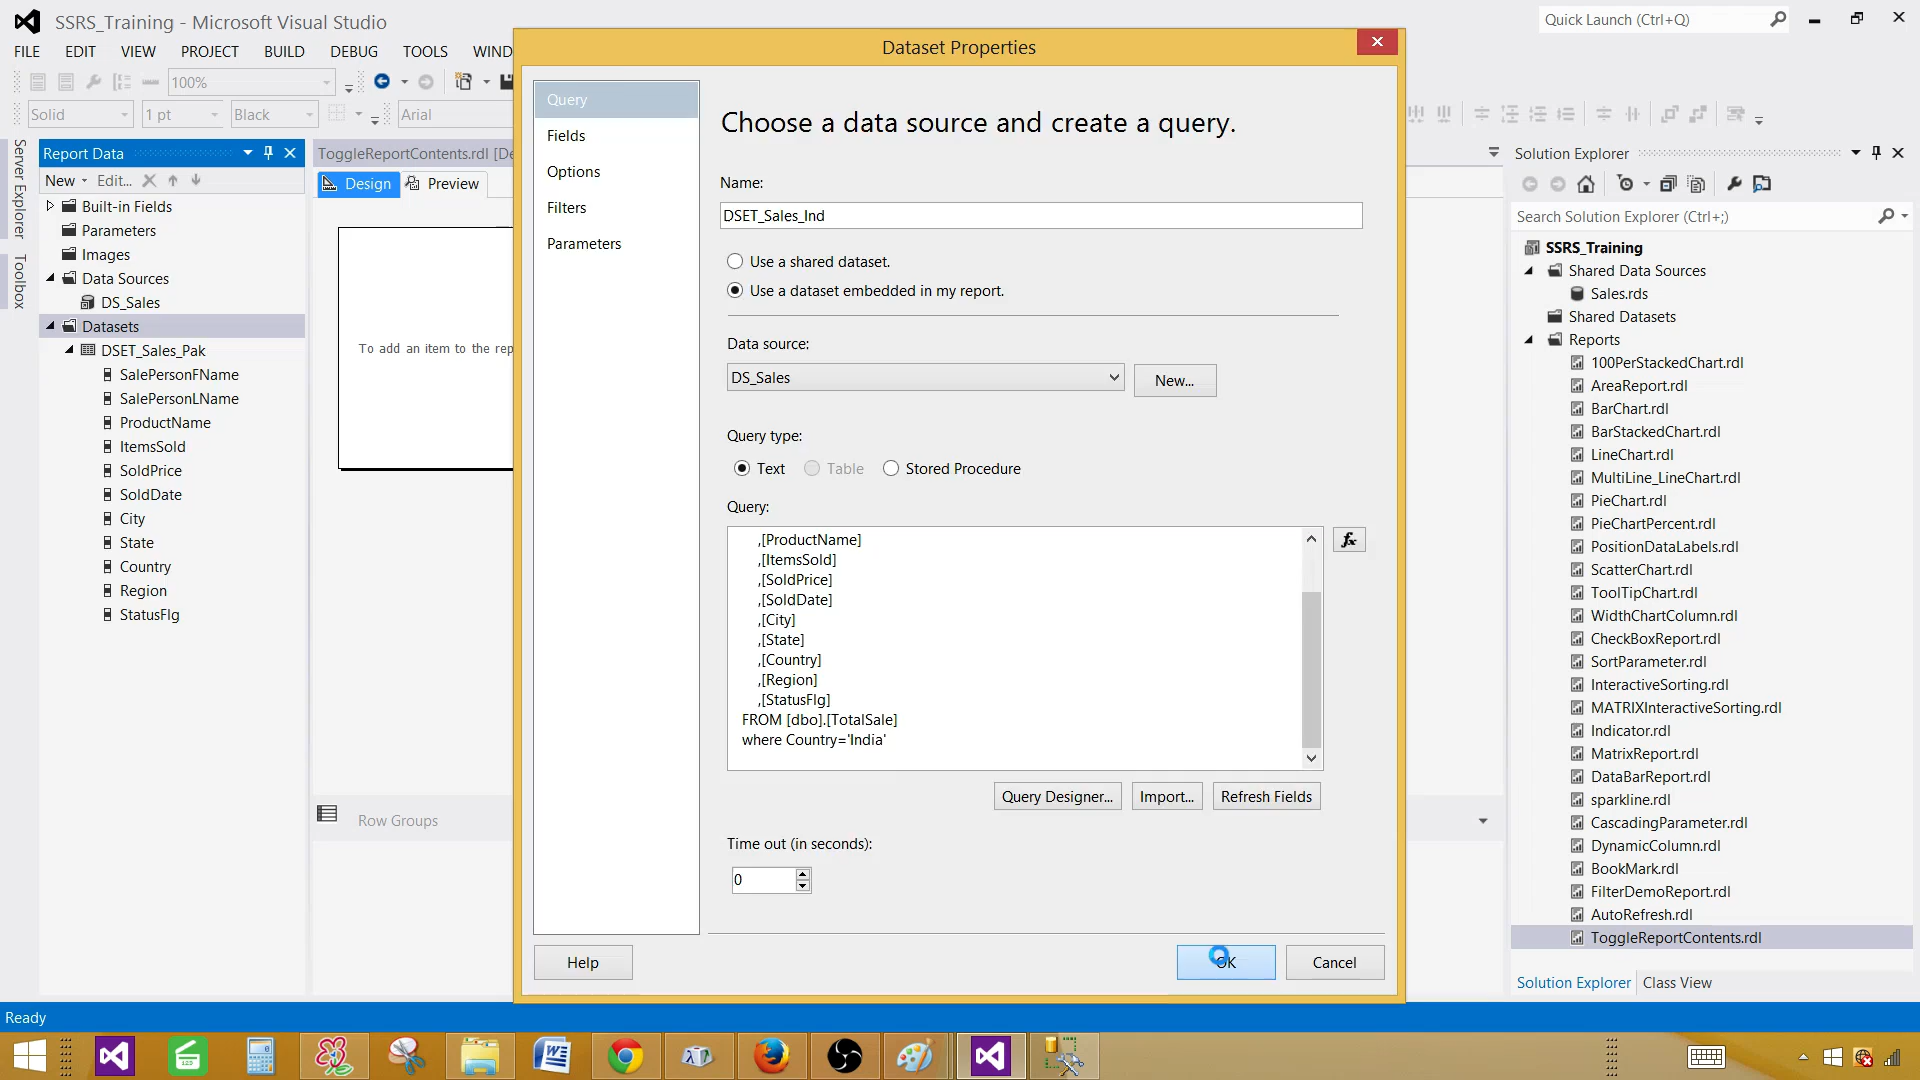 SSRS_Training - Microsoft Visual Studio
Quick Launch (Ctrl+Q)
FILE EDIT VIEW PROJECT BUILD DEBUG TOOLS WIND
100%
Solid 1 pt Black Arial
Server Explorer
Toolbox
Report Data
New Edit...
Built-in Fields
Parameters
Images
Data Sources
DS_Sales
Datasets
DSET_Sales_Pak
SalePersonFName
SalePersonLName
ProductName
ItemsSold
SoldPrice
SoldDate
City
State
Country
Region
StatusFlg
ToggleReportContents.rdl [De
Design Preview
To add an item to the rep
Row Groups
Dataset Properties
Query
Fields
Options
Filters
Parameters
Choose a data source and create a query.
Name:
DSET_Sales_Ind
Use a shared dataset.
Use a dataset embedded in my report.
Data source:
DS_Sales
New...
Query type:
Text Table Stored Procedure
Query:
fx
,[ProductName]
,[ItemsSold]
,[SoldPrice]
,[SoldDate]
,[City]
,[State]
,[Country]
,[Region]
,[StatusFlg]
FROM [dbo].[TotalSale]
where Country='India'
Query Designer... Import... Refresh Fields
Time out (in seconds):
0
Help OK Cancel
Solution Explorer
Search Solution Explorer (Ctrl+;)
SSRS_Training
Shared Data Sources
Sales.rds
Shared Datasets
Reports
100PerStackedChart.rdl
AreaReport.rdl
BarChart.rdl
BarStackedChart.rdl
LineChart.rdl
MultiLine_LineChart.rdl
PieChart.rdl
PieChartPercent.rdl
PositionDataLabels.rdl
ScatterChart.rdl
ToolTipChart.rdl
WidthChartColumn.rdl
CheckBoxReport.rdl
SortParameter.rdl
InteractiveSorting.rdl
MATRIXInteractiveSorting.rdl
Indicator.rdl
MatrixReport.rdl
DataBarReport.rdl
sparkline.rdl
CascadingParameter.rdl
DynamicColumn.rdl
BookMark.rdl
FilterDemoReport.rdl
AutoRefresh.rdl
ToggleReportContents.rdl
Solution Explorer Class View
Ready